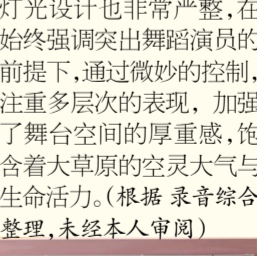 灯光设计也非常严整,在
始终强调突出舞蹈演员的
前提下,通过微妙的控制,
注重多层次的表现，加强
了舞台空间的厚重感,饱
含着大草原的空灵大气与
生命活力。(根据 录音综合
整理,未经本人审阅)